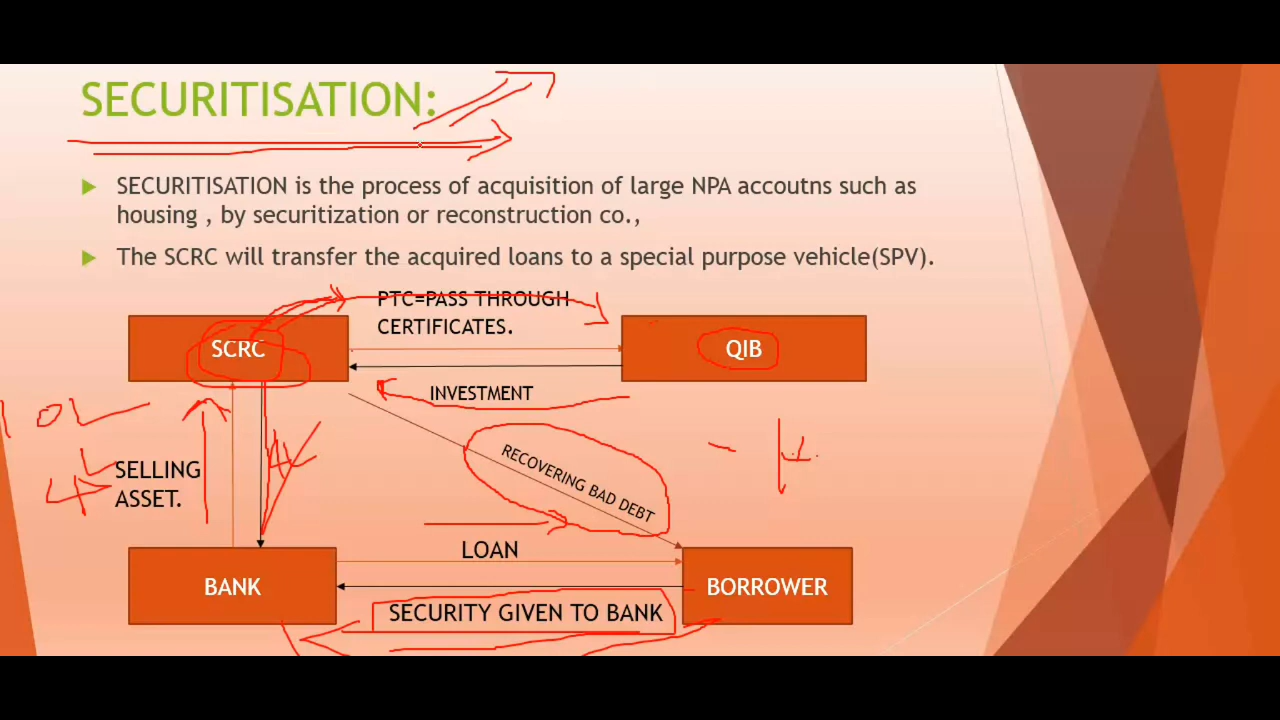 SECURITISATION:
SECURITISATION is the process of acquisition of large NPA accoutns such as
housing , by securitization or reconstruction co.,
The SCRC will transfer the acquired loans to a special purpose vehicle(SPV).
PTC=PASS THROUGH
CERTIFICATES.
SCRC
QIB
INVESTMENT
RECOVERING BAD DEBT
SELLING
ASSET.
LOAN
BANK
BORROWER
SECURITY GIVEN TO BANK